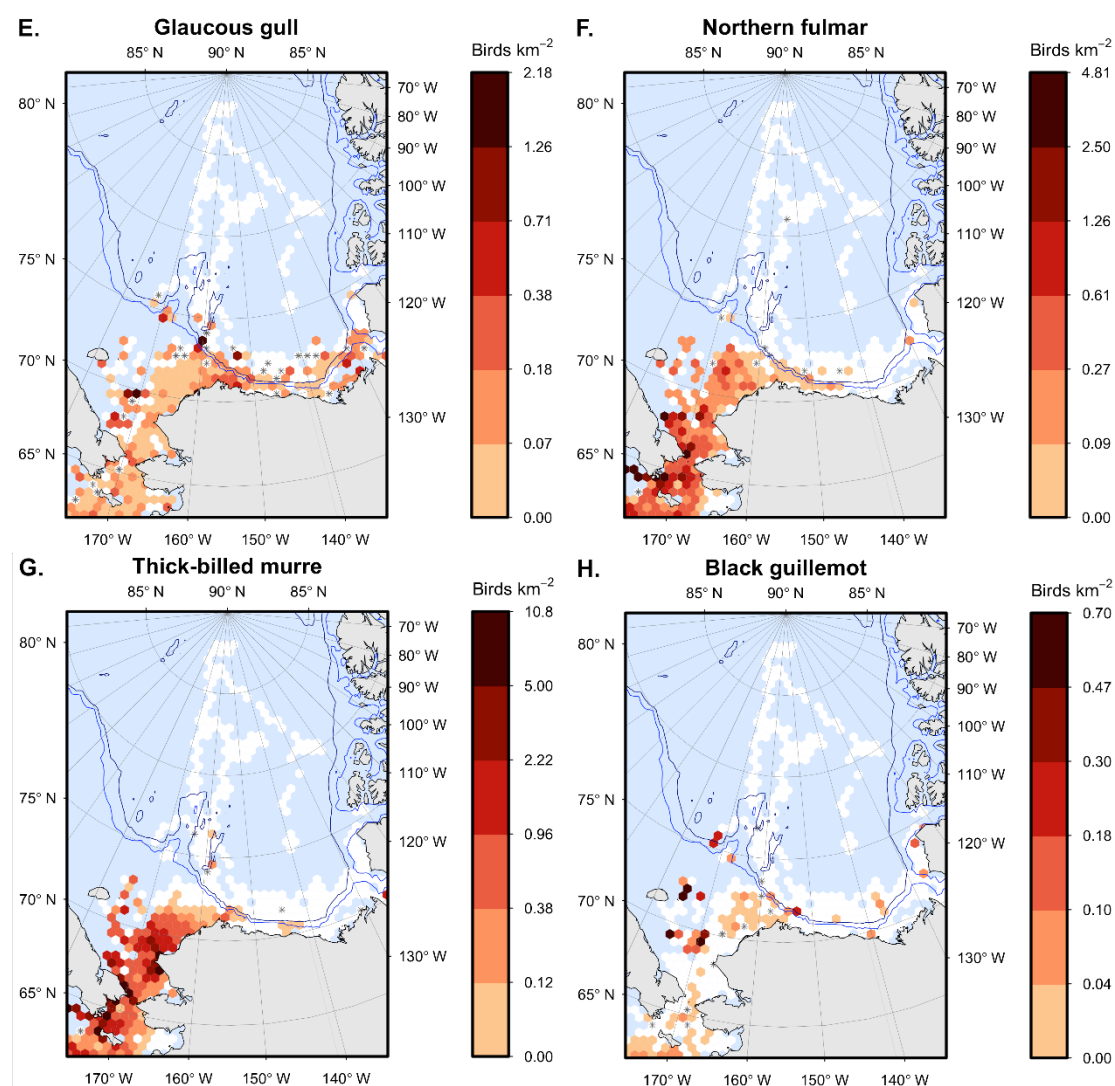 E. Glaucous gull
85° N 90° N 85° N
Birds km−2
80° N
75° N
70° N
65° N
70° W
80° W
90° W
100° W
110° W
120° W
130° W
170° W 160° W 150° W 140° W
2.18
1.26
0.71
0.38
0.18
0.07
0.00
F. Northern fulmar
85° N 90° N 85° N
Birds km−2
80° N
75° N
70° N
65° N
70° W
80° W
90° W
100° W
110° W
120° W
130° W
170° W 160° W 150° W 140° W
4.81
2.50
1.26
0.61
0.27
0.09
0.00
G. Thick-billed murre
85° N 90° N 85° N
Birds km−2
80° N
75° N
70° N
65° N
70° W
80° W
90° W
100° W
110° W
120° W
130° W
170° W 160° W 150° W 140° W
10.8
5.00
2.22
0.96
0.38
0.12
0.00
H. Black guillemot
85° N 90° N 85° N
Birds km−2
80° N
75° N
70° N
65° N
70° W
80° W
90° W
100° W
110° W
120° W
130° W
170° W 160° W 150° W 140° W
0.70
0.47
0.30
0.18
0.10
0.04
0.00